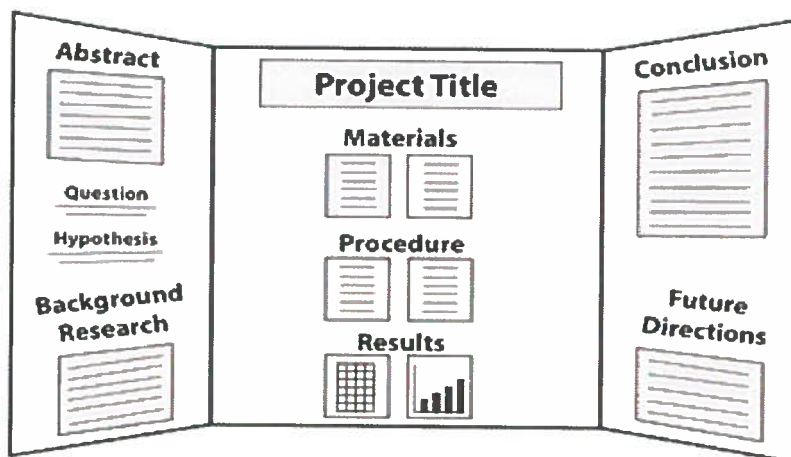 Abstract
Question
Hypothesis
Background
Research
Project Title
Materials
Procedure
Results
Conclusion
Future
Directions